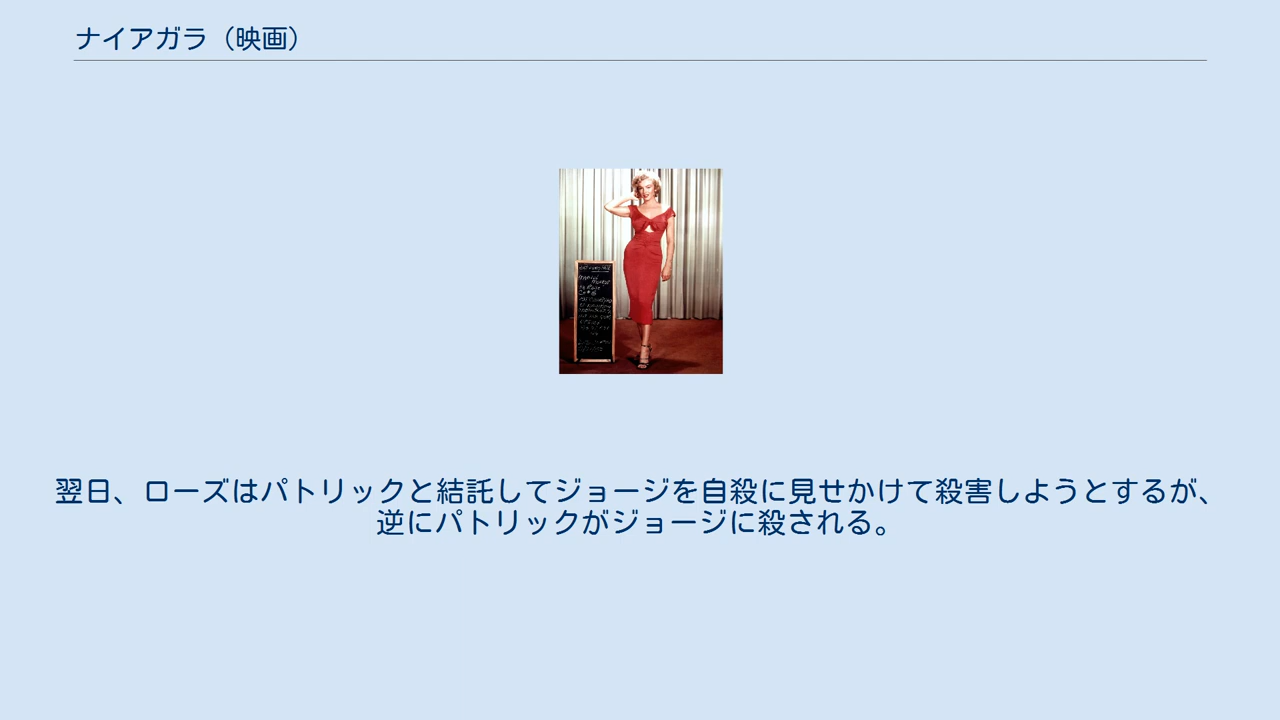 ナイアガラ（映画）
翌日、ローズはパトリックと結託してジョージを自殺に見せかけて殺害しようとするが、
逆にパトリックがジョージに殺される。